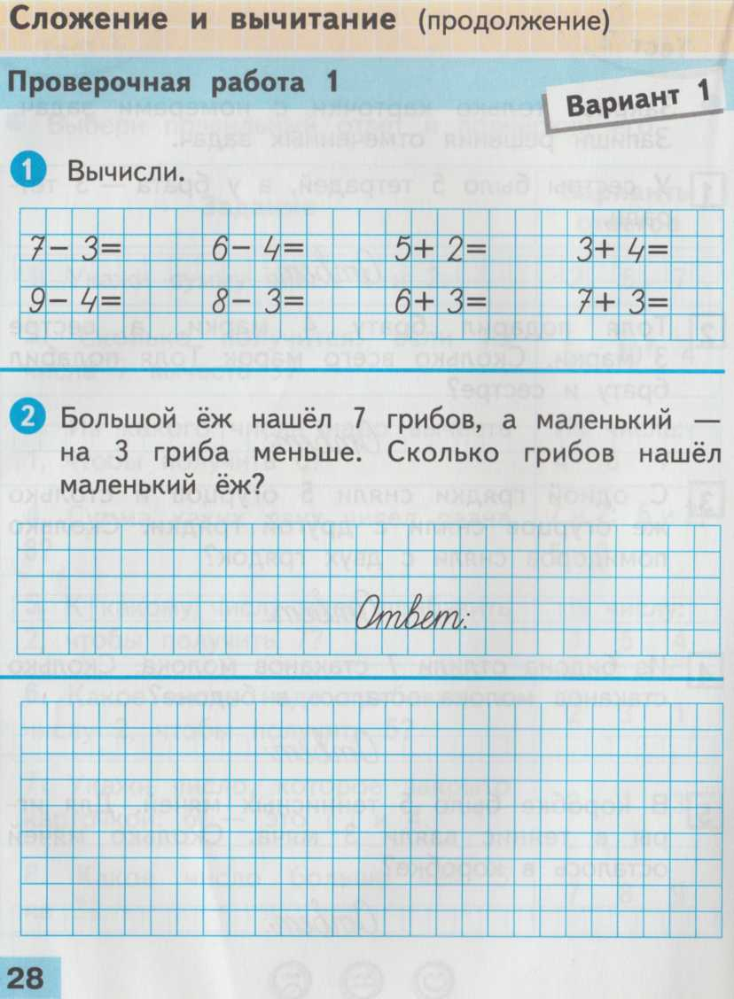 Сложение и вычитание (продолжение)
Проверочная работа 1
Вариант 1
1 Вычисли.
7 - 3 = 6 - 4 = 5 + 2 = 3 + 4 =
9 - 4 = 8 - 3 = 6 + 3 = 7 + 3 =
2 Большой ёж нашёл 7 грибов, а маленький —
на 3 гриба меньше. Сколько грибов нашёл
маленький ёж?
Ответ:
28